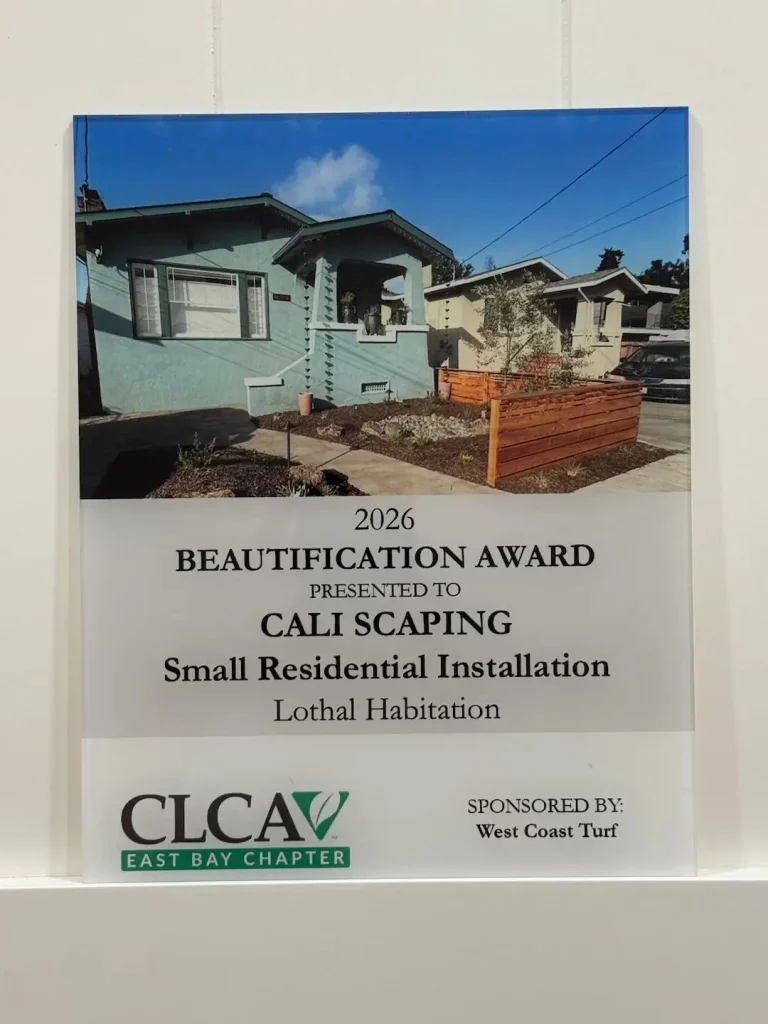 2026
BEAUTIFICATION AWARD
PRESENTED TO
CALI SCAPING
Small Residential Installation
Lothal Habitation
CLCA
EAST BAY CHAPTER
SPONSORED BY:
West Coast Turf